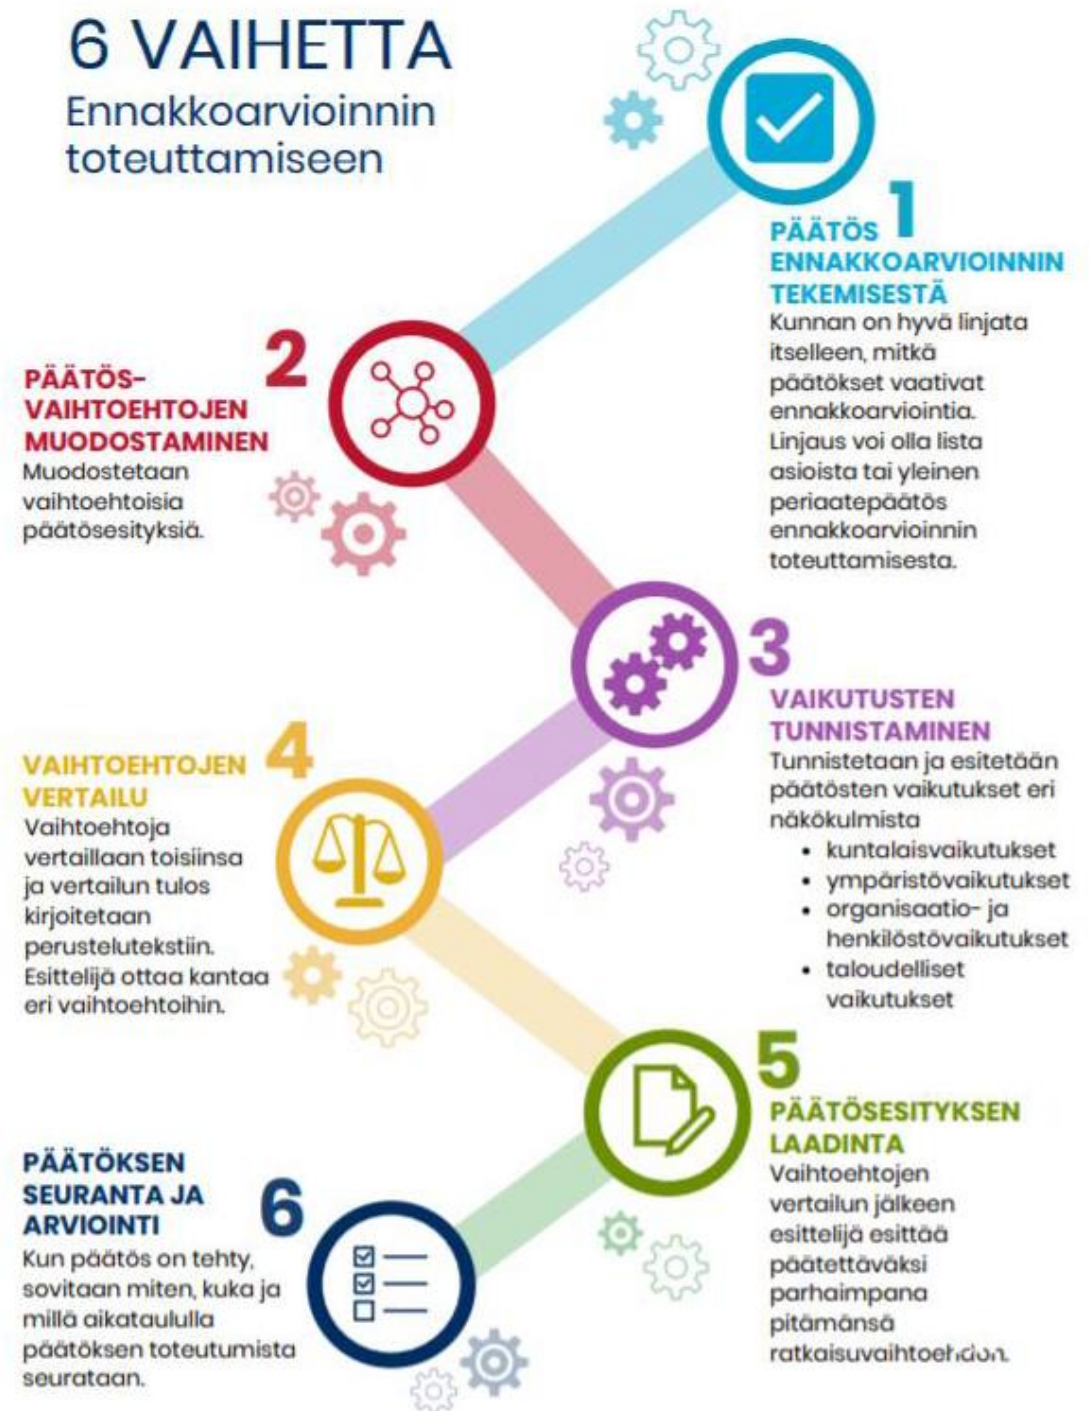 6 VAIHETTA
Ennakkoarvioinnin
toteuttamiseen
1
PÄÄTÖS
ENNAKKOARVIOINNIN
TEKEMISESTÄ
Kunnan on hyvä linjata
itselleen, mitkä
päätökset vaativat
ennakkoarviointia.
Linjaus voi olla lista
asioista tai yleinen
periaatepäätös
ennakkoarvioinnin
toteuttamisesta.
2
PÄÄTÖS-
VAIHTOEHTOJEN
MUODOSTAMINEN
Muodostetaan
vaihtoehtoisia
päätösesityksiä.
3
VAIKUTUSTEN
TUNNISTAMINEN
Tunnistetaan ja esitetään
päätösten vaikutukset eri
näkökulmista
• kuntalaisvaikutukset
• ympäristövaikutukset
• organisaatio- ja
henkilöstövaikutukset
• taloudelliset
vaikutukset
4
VAIHTOEHTOJEN
VERTAILU
Vaihtoehtoja
vertaillaan toisiinsa
ja vertailun tulos
kirjoitetaan
perustelutekstiin.
Esittelijä ottaa kantaa
eri vaihtoehtoihin.
5
PÄÄTÖSESITYKSEN
LAADINTA
Vaihtoehtojen
vertailun jälkeen
esittelijä esittää
päätettäväksi
parhaimpana
pitämänsä
ratkaisuvaihtoehdon.
6
PÄÄTÖKSEN
SEURANTA JA
ARVIOINTI
Kun päätös on tehty,
sovitaan miten, kuka ja
millä aikataululla
päätöksen toteutumista
seurataan.